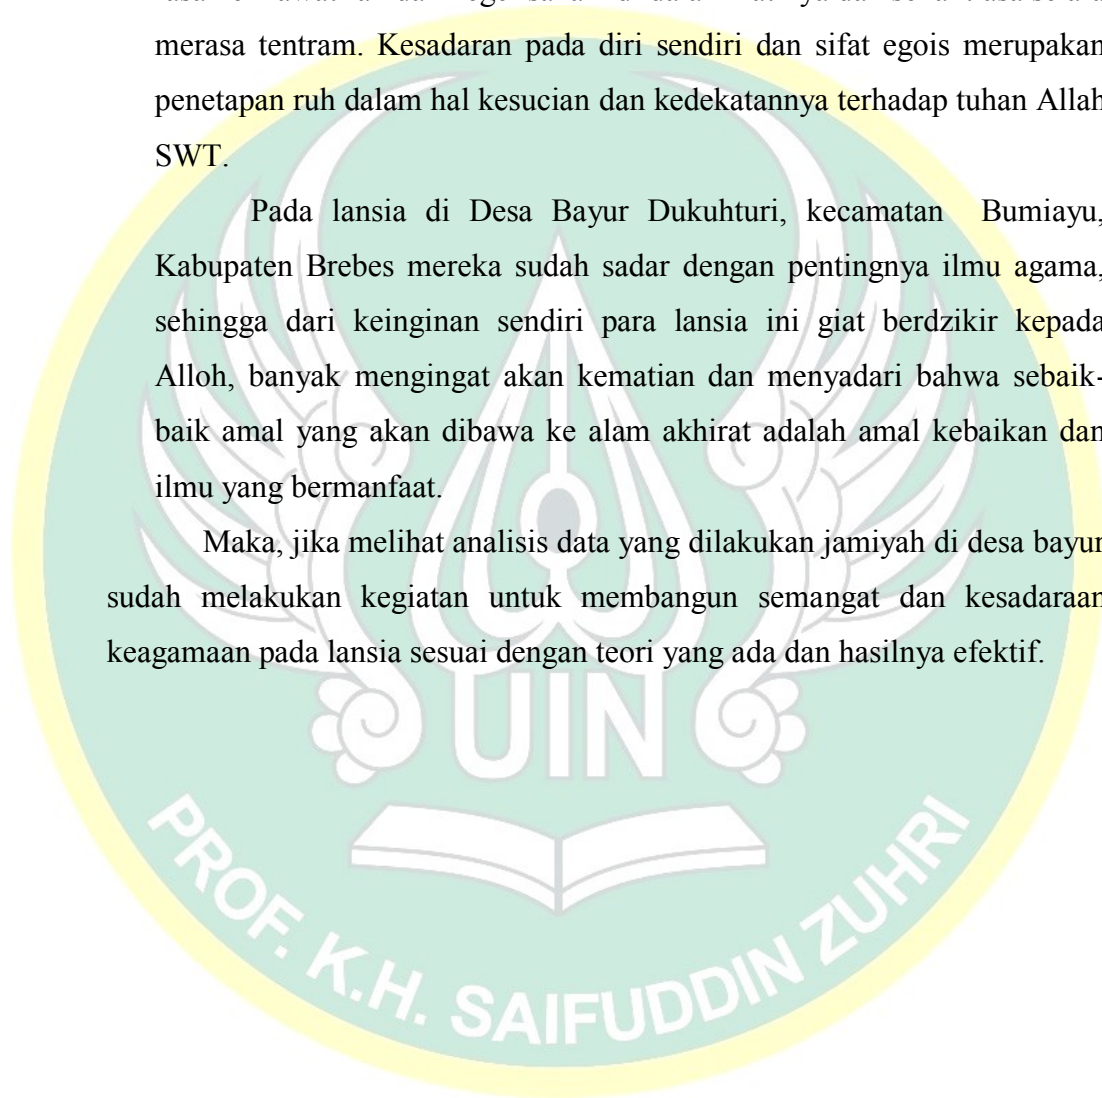 merasa tentram. Kesadaran pada diri sendiri dan sifat egois merupakan
penetapan ruh dalam hal kesucian dan kedekatannya terhadap tuhan Allah
SWT.
Pada lansia di Desa Bayur Dukuhturi, kecamatan Bumiayu,
Kabupaten Brebes mereka sudah sadar dengan pentingnya ilmu agama,
sehingga dari keinginan sendiri para lansia ini giat berdzikir kepada
Alloh, banyak mengingat akan kematian dan menyadari bahwa sebaik-
baik amal yang akan dibawa ke alam akhirat adalah amal kebaikan dan
ilmu yang bermanfaat.
Maka, jika melihat analisis data yang dilakukan jamiyah di desa bayur
sudah melakukan kegiatan untuk membangun semangat dan kesadaraan
keagamaan pada lansia sesuai dengan teori yang ada dan hasilnya efektif.
UIN
PROF. K.H. SAIFUDDIN ZUHRI